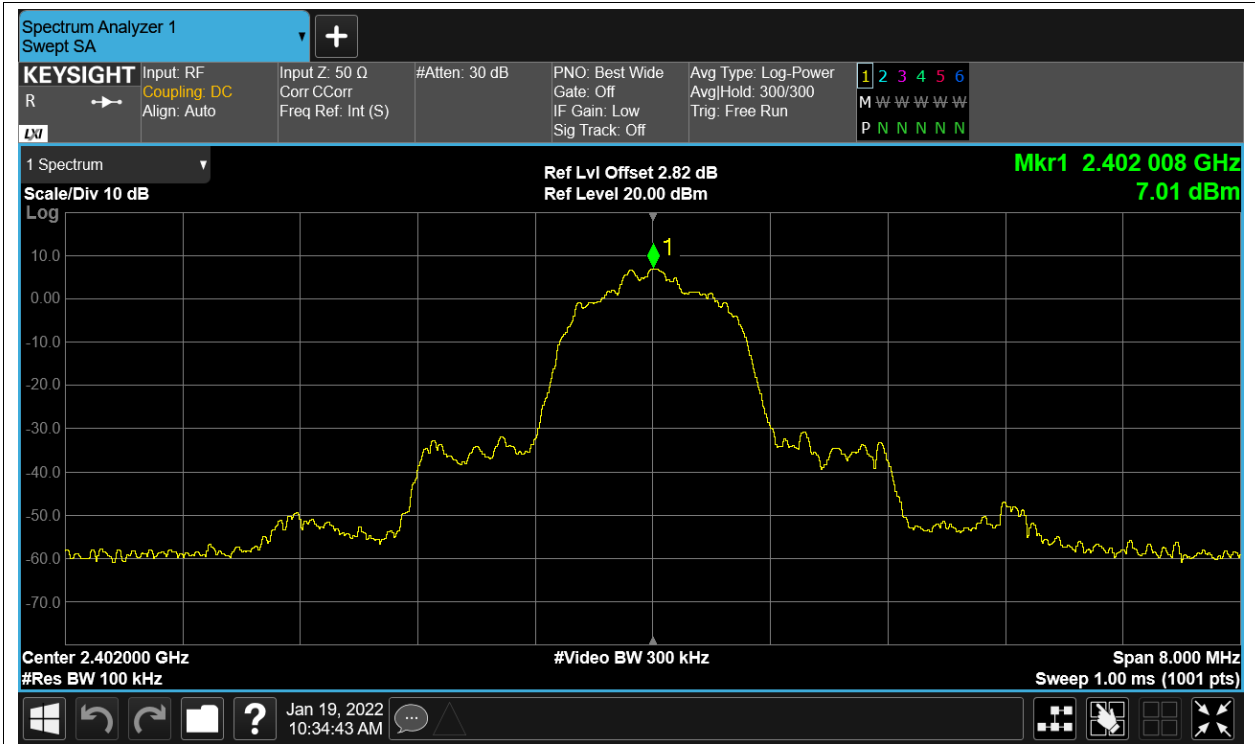 Spectrum Analyzer 1
Swept SA
+
KEYSIGHT
R
LXI
Input: RF
Coupling: DC
Align: Auto
Input Z: 50 Ω
Corr CCorr
Freq Ref: Int (S)
#Atten: 30 dB
PNO: Best Wide
Gate: Off
IF Gain: Low
Sig Track: Off
Avg Type: Log-Power
Avg|Hold: 300/300
Trig: Free Run
1 2 3 4 5 6
M W W W W W
P N N N N N
1 Spectrum
Scale/Div 10 dB
Log
Ref Lvl Offset 2.82 dB
Ref Level 20.00 dBm
Mkr1 2.402 008 GHz
7.01 dBm
1
10.0
0.00
-10.0
-20.0
-30.0
-40.0
-50.0
-60.0
-70.0
Center 2.402000 GHz
#Video BW 300 kHz
Span 8.000 MHz
#Res BW 100 kHz
Sweep 1.00 ms (1001 pts)
?
Jan 19, 2022
10:34:43 AM